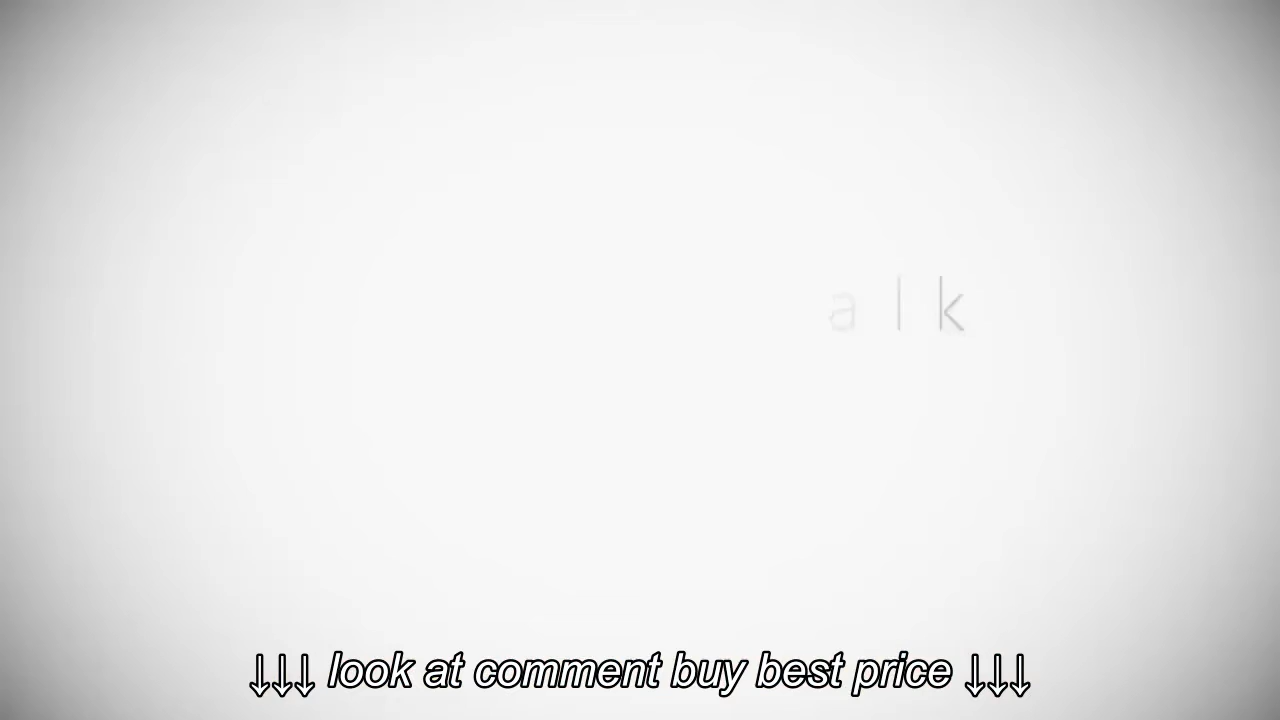 a l k
↓↓↓ look at comment buy best price ↓↓↓